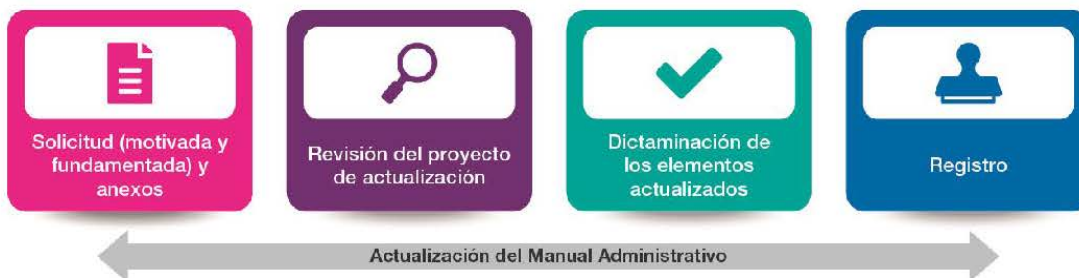 Solicitud (motivada y
fundamentada) y
anexos
Revisión del proyecto
de actualización
Dictaminación de
los elementos
actualizados
Registro
Actualización del Manual Administrativo